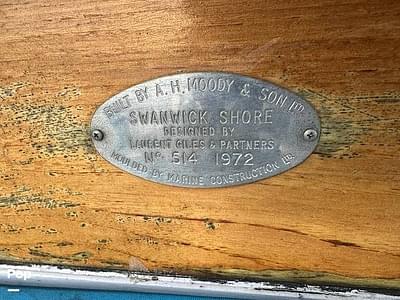 BUILT BY A. H. MOODY & SON LTD
SWANWICK SHORE
DESIGNED BY
LAURENT GILES & PARTNERS
No. 514 1972
MOULDED BY MARINE CONSTRUCTION LTD.
POP